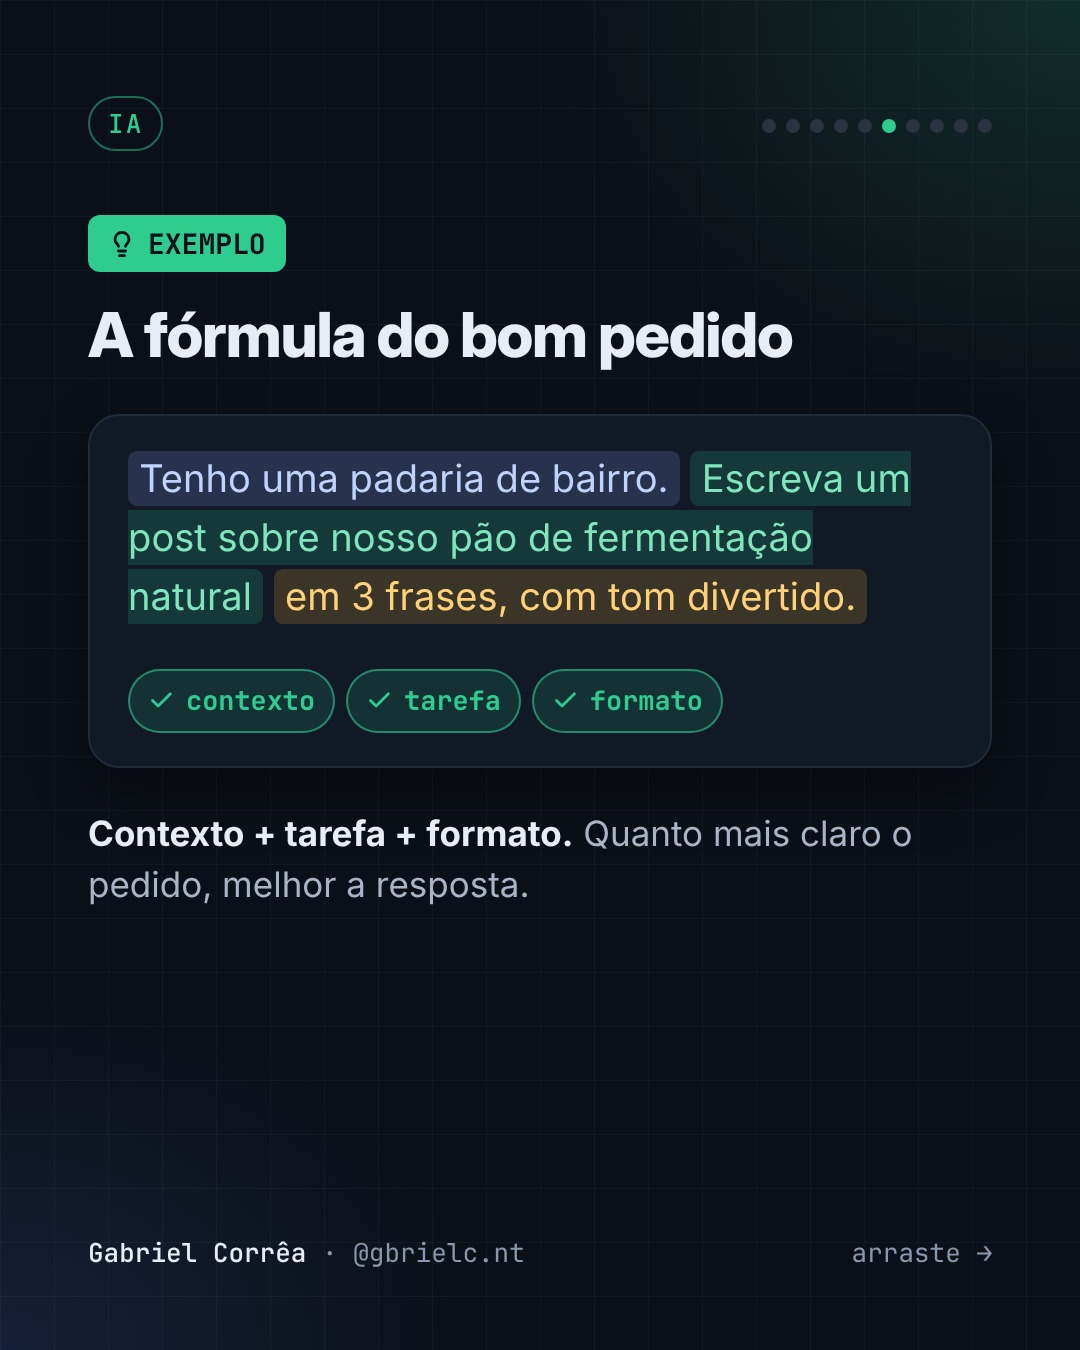 IA
EXEMPLO
A fórmula do bom pedido
Tenho uma padaria de bairro. Escreva um
post sobre nosso pão de fermentação
natural em 3 frases, com tom divertido.
✓ contexto ✓ tarefa ✓ formato
Contexto + tarefa + formato. Quanto mais claro o
pedido, melhor a resposta.
Gabriel Corrêa · @gbrielc.nt
arraste →